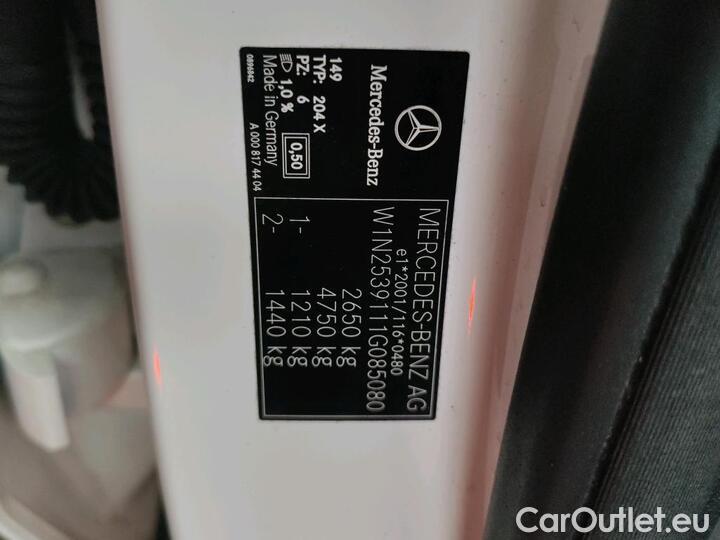 MERCEDES-BENZ AG
e1*2001/116*0480
W1N2539111G085080
2650 kg
4750 kg
1- 1210 kg
2- 1440 kg
Mercedes-Benz
149
TYP: 204 X
PZ: 6
1,0 % 0,50
Made in Germany
0896842 A 000 817 44 04
CarOutlet.eu